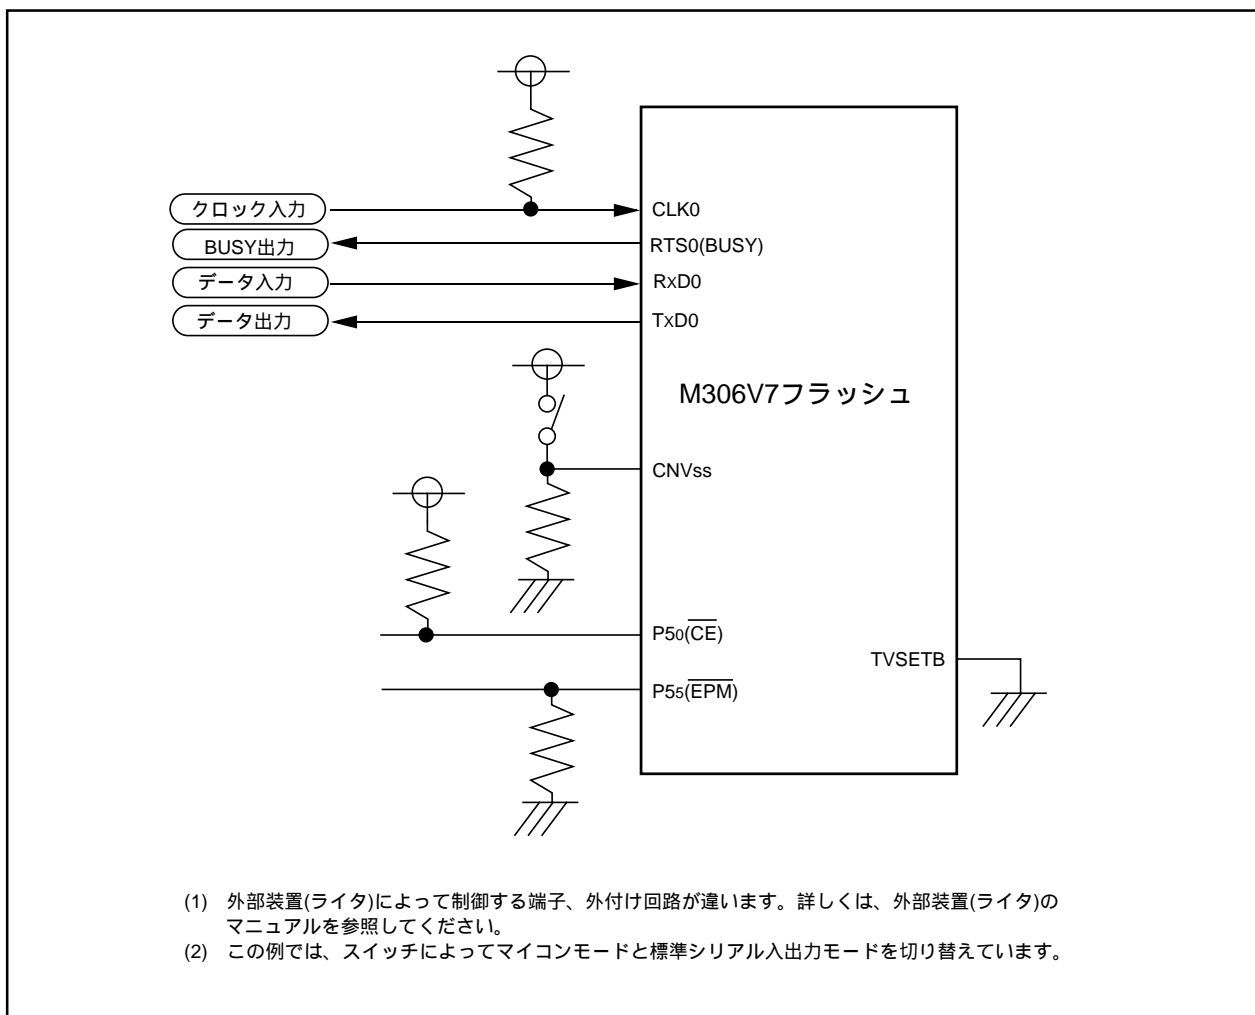 クロック入力
CLK0
BUSY出力
RTS0(BUSY)
データ入力
RxD0
データ出力
TxD0
M306V7フラッシュ
CNVss
P50(CE)
TVSETB
P55(EPM)
(1) 外部装置(ライタ)によって制御する端子、外付け回路が違います。詳しくは、外部装置(ライタ)の
マニュアルを参照してください。
(2) この例では、スイッチによってマイコンモードと標準シリアル入出力モードを切り替えています。